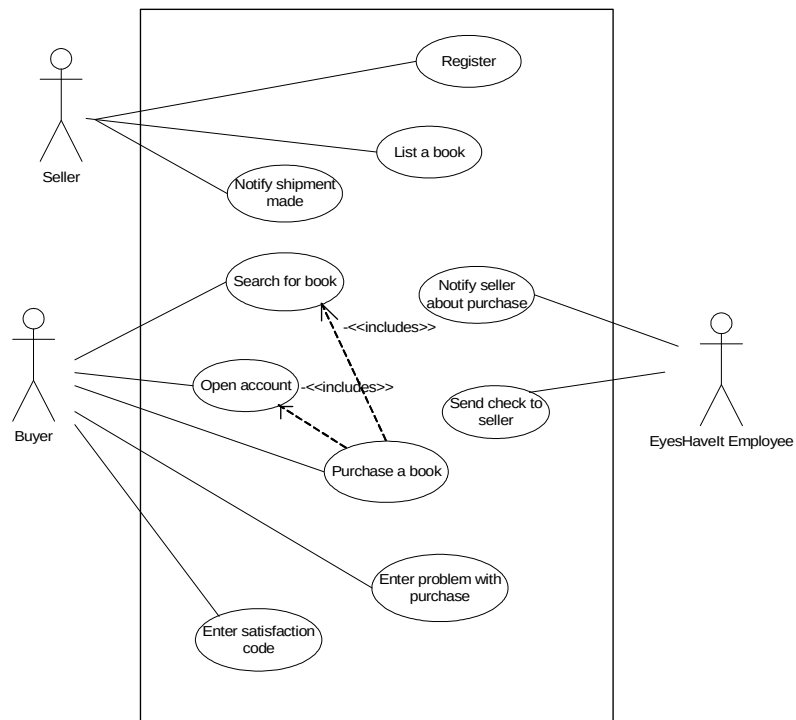 Register
List a book
Seller
Notify shipment
made
Search for book
Notify seller
about purchase
-<<includes>>
Open account
-<<includes>>
Send check to
seller
Buyer
EyesHaveIt Employee
Purchase a book
Enter problem with
purchase
Enter satisfaction
code